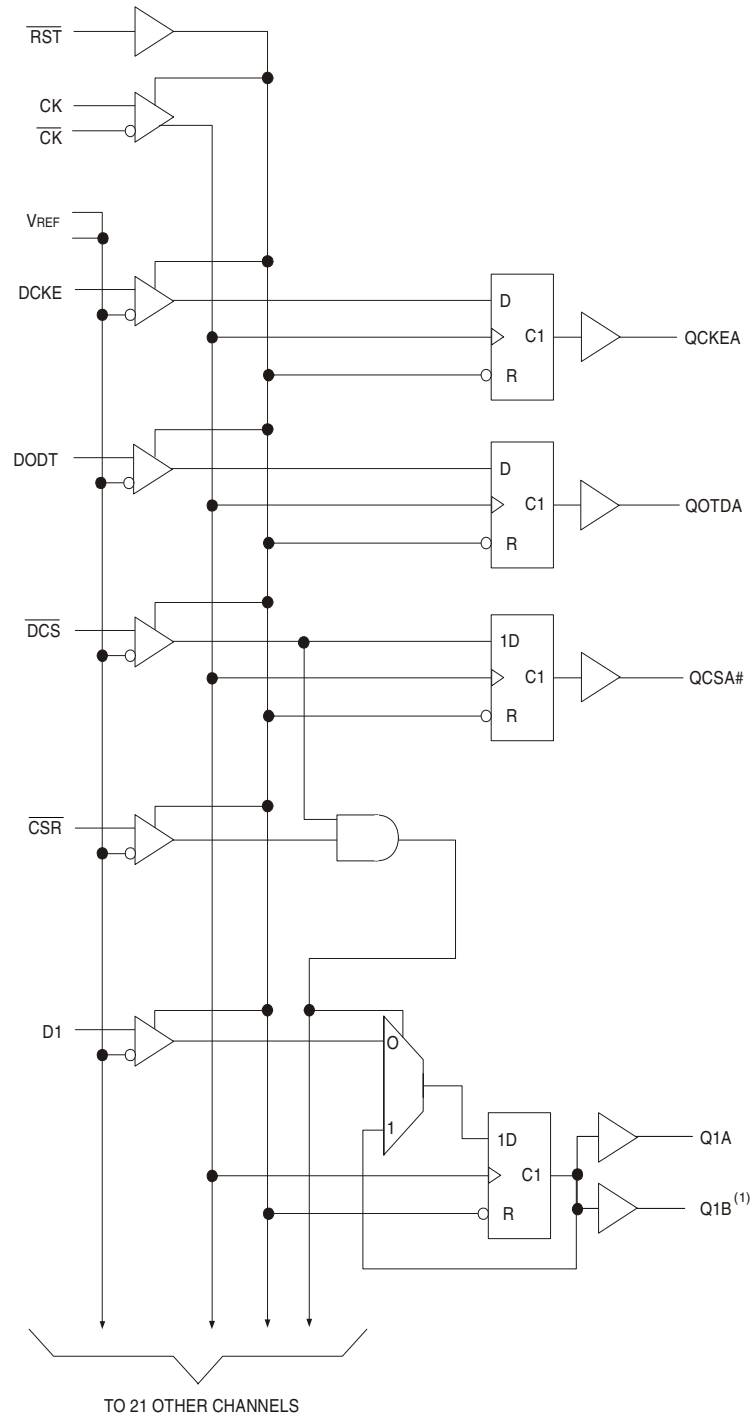 RST
CK
CK
VREF
DCKE
D
C1
R
QCKEA
DODT
D
C1
R
QOTDA
DCS
1D
C1
R
QCSA#
CSR
D1
O
1
1D
C1
R
Q1A
Q1B(1)
TO 21 OTHER CHANNELS